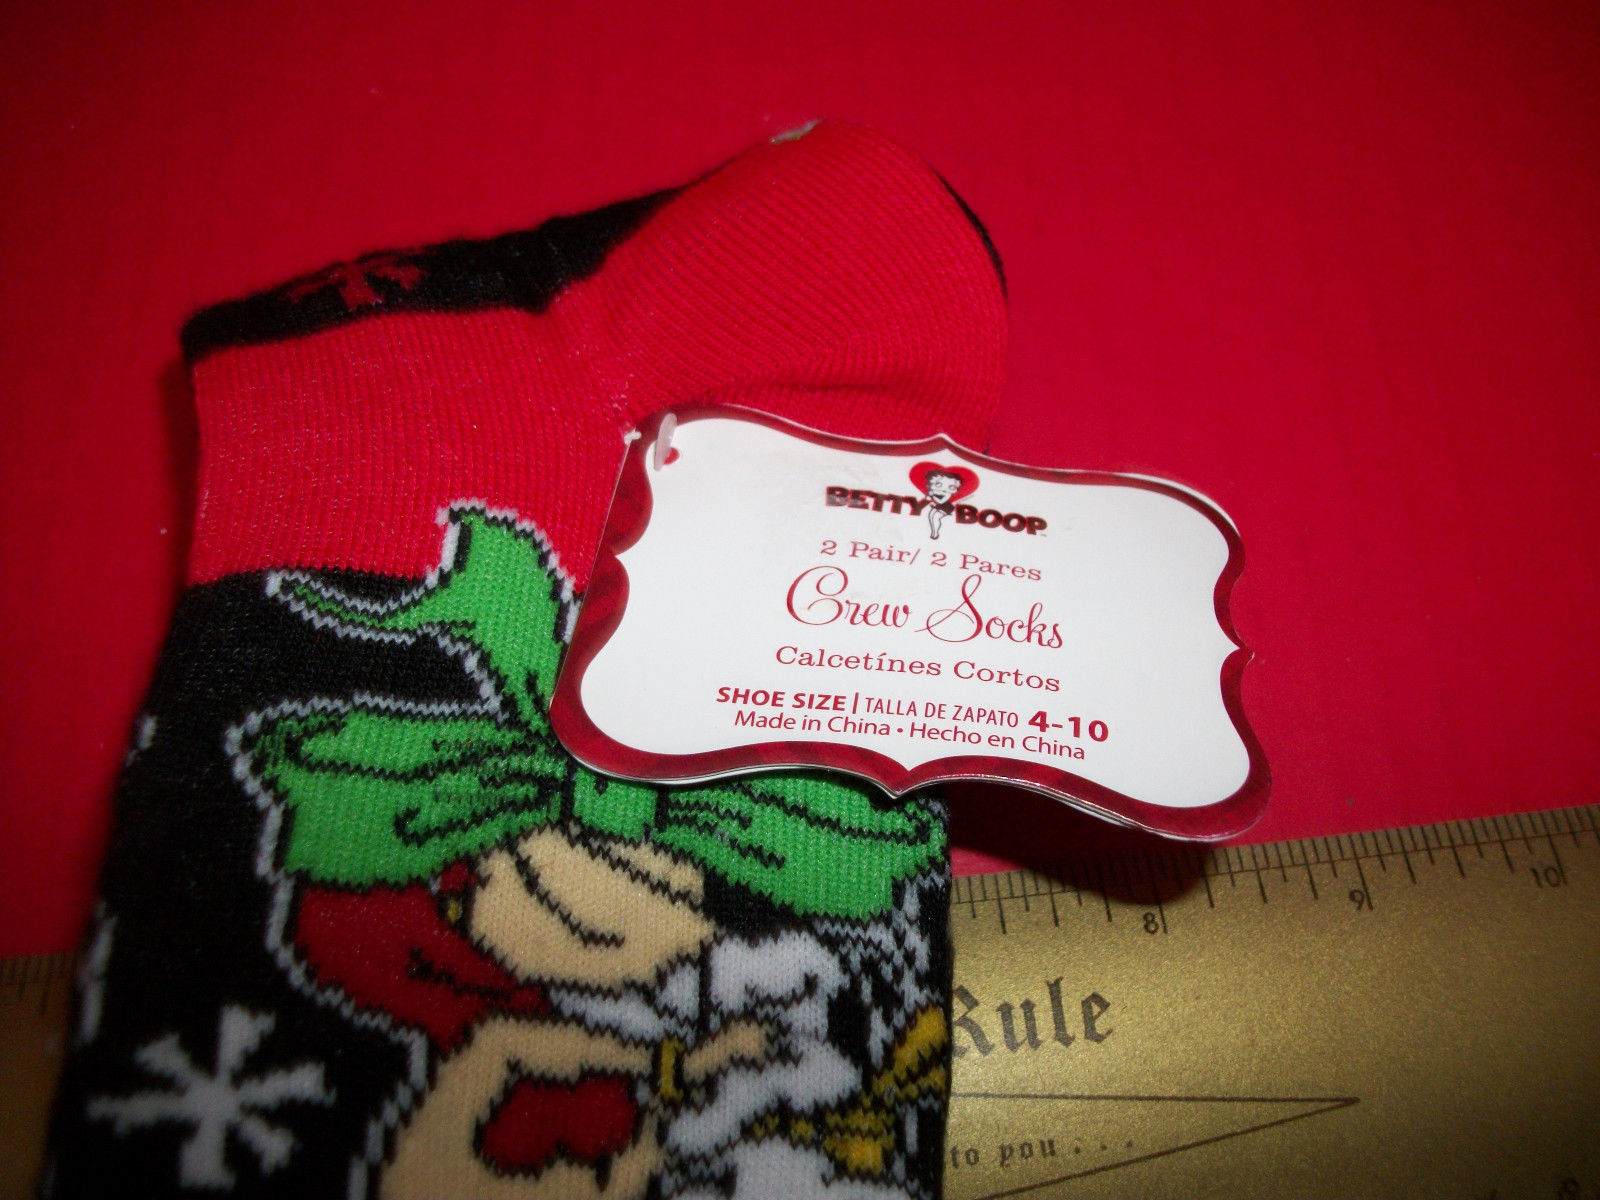 BETTY BOOP
2 Pair/ 2 Pares
Crew Socks
Calcetínes Cortos
SHOE SIZE | TALLA DE ZAPATO 4-10
Made in China • Hecho en China
8 9 10
Rule
to you . . .